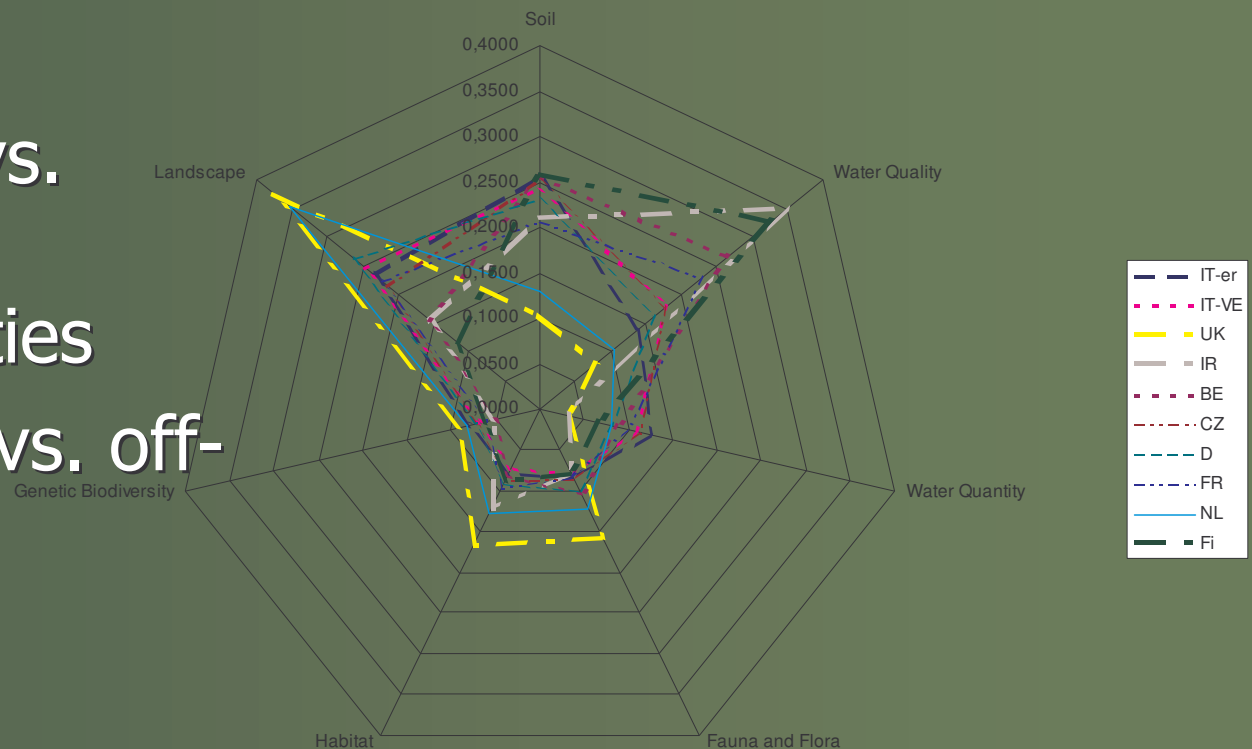 Soil
0,4000
0,3500
0,3000
0,2500
0,2000
0,1500
0,1000
0,0500
0,0000
Landscape
Water Quality
Genetic Biodiversity
Water Quantity
Habitat
Fauna and Flora
vs.
ties
vs. off-
IT-er
IT-VE
UK
IR
BE
CZ
D
FR
NL
Fi